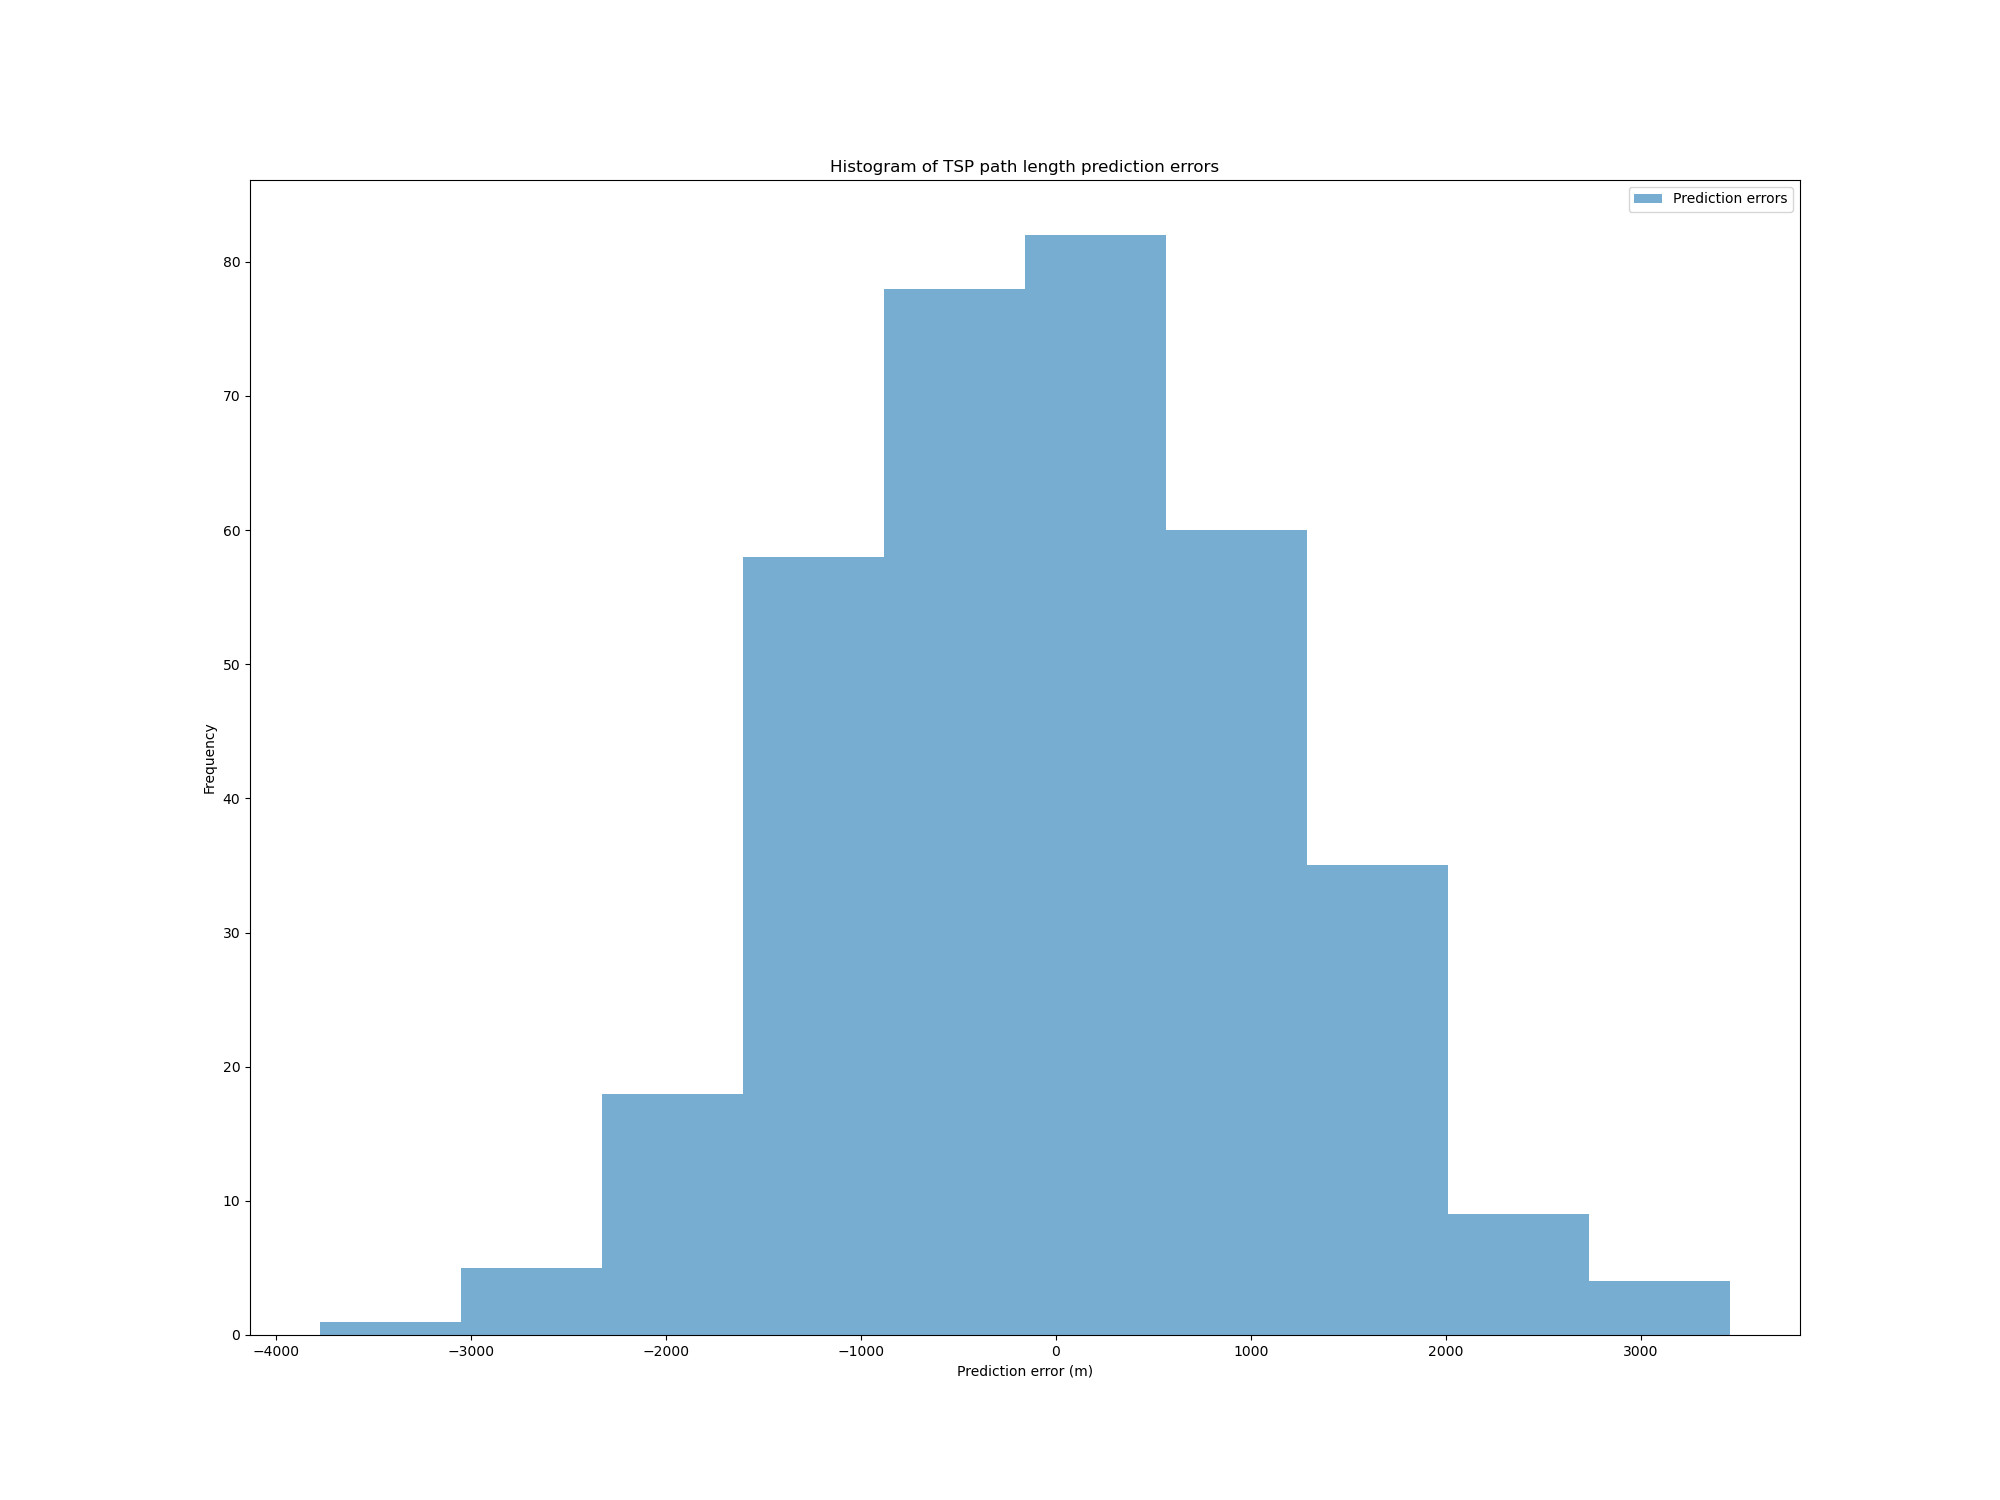 Histogram of TSP path length prediction errors
Prediction errors
80
70
60
50
40
30
20
10
0
Frequency
−4000 −3000 −2000 −1000 0 1000 2000 3000
Prediction error (m)